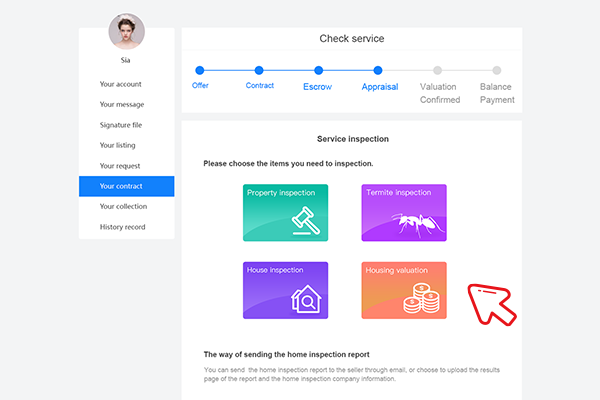 Check service
Sia
Your account
Your message
Signature file
Your listing
Your request
Your contract
Your collection
History record
Offer
Contract
Escrow
Appraisal
Valuation
Confirmed
Balance
Payment
Service inspection
Please choose the items you need to inspection.
Property inspection
Termite inspection
House inspection
Housing valuation
The way of sending the home inspection report
You can send the home inspection report to the seller through email, or choose to upload the results
page of the report and the home inspection company information.